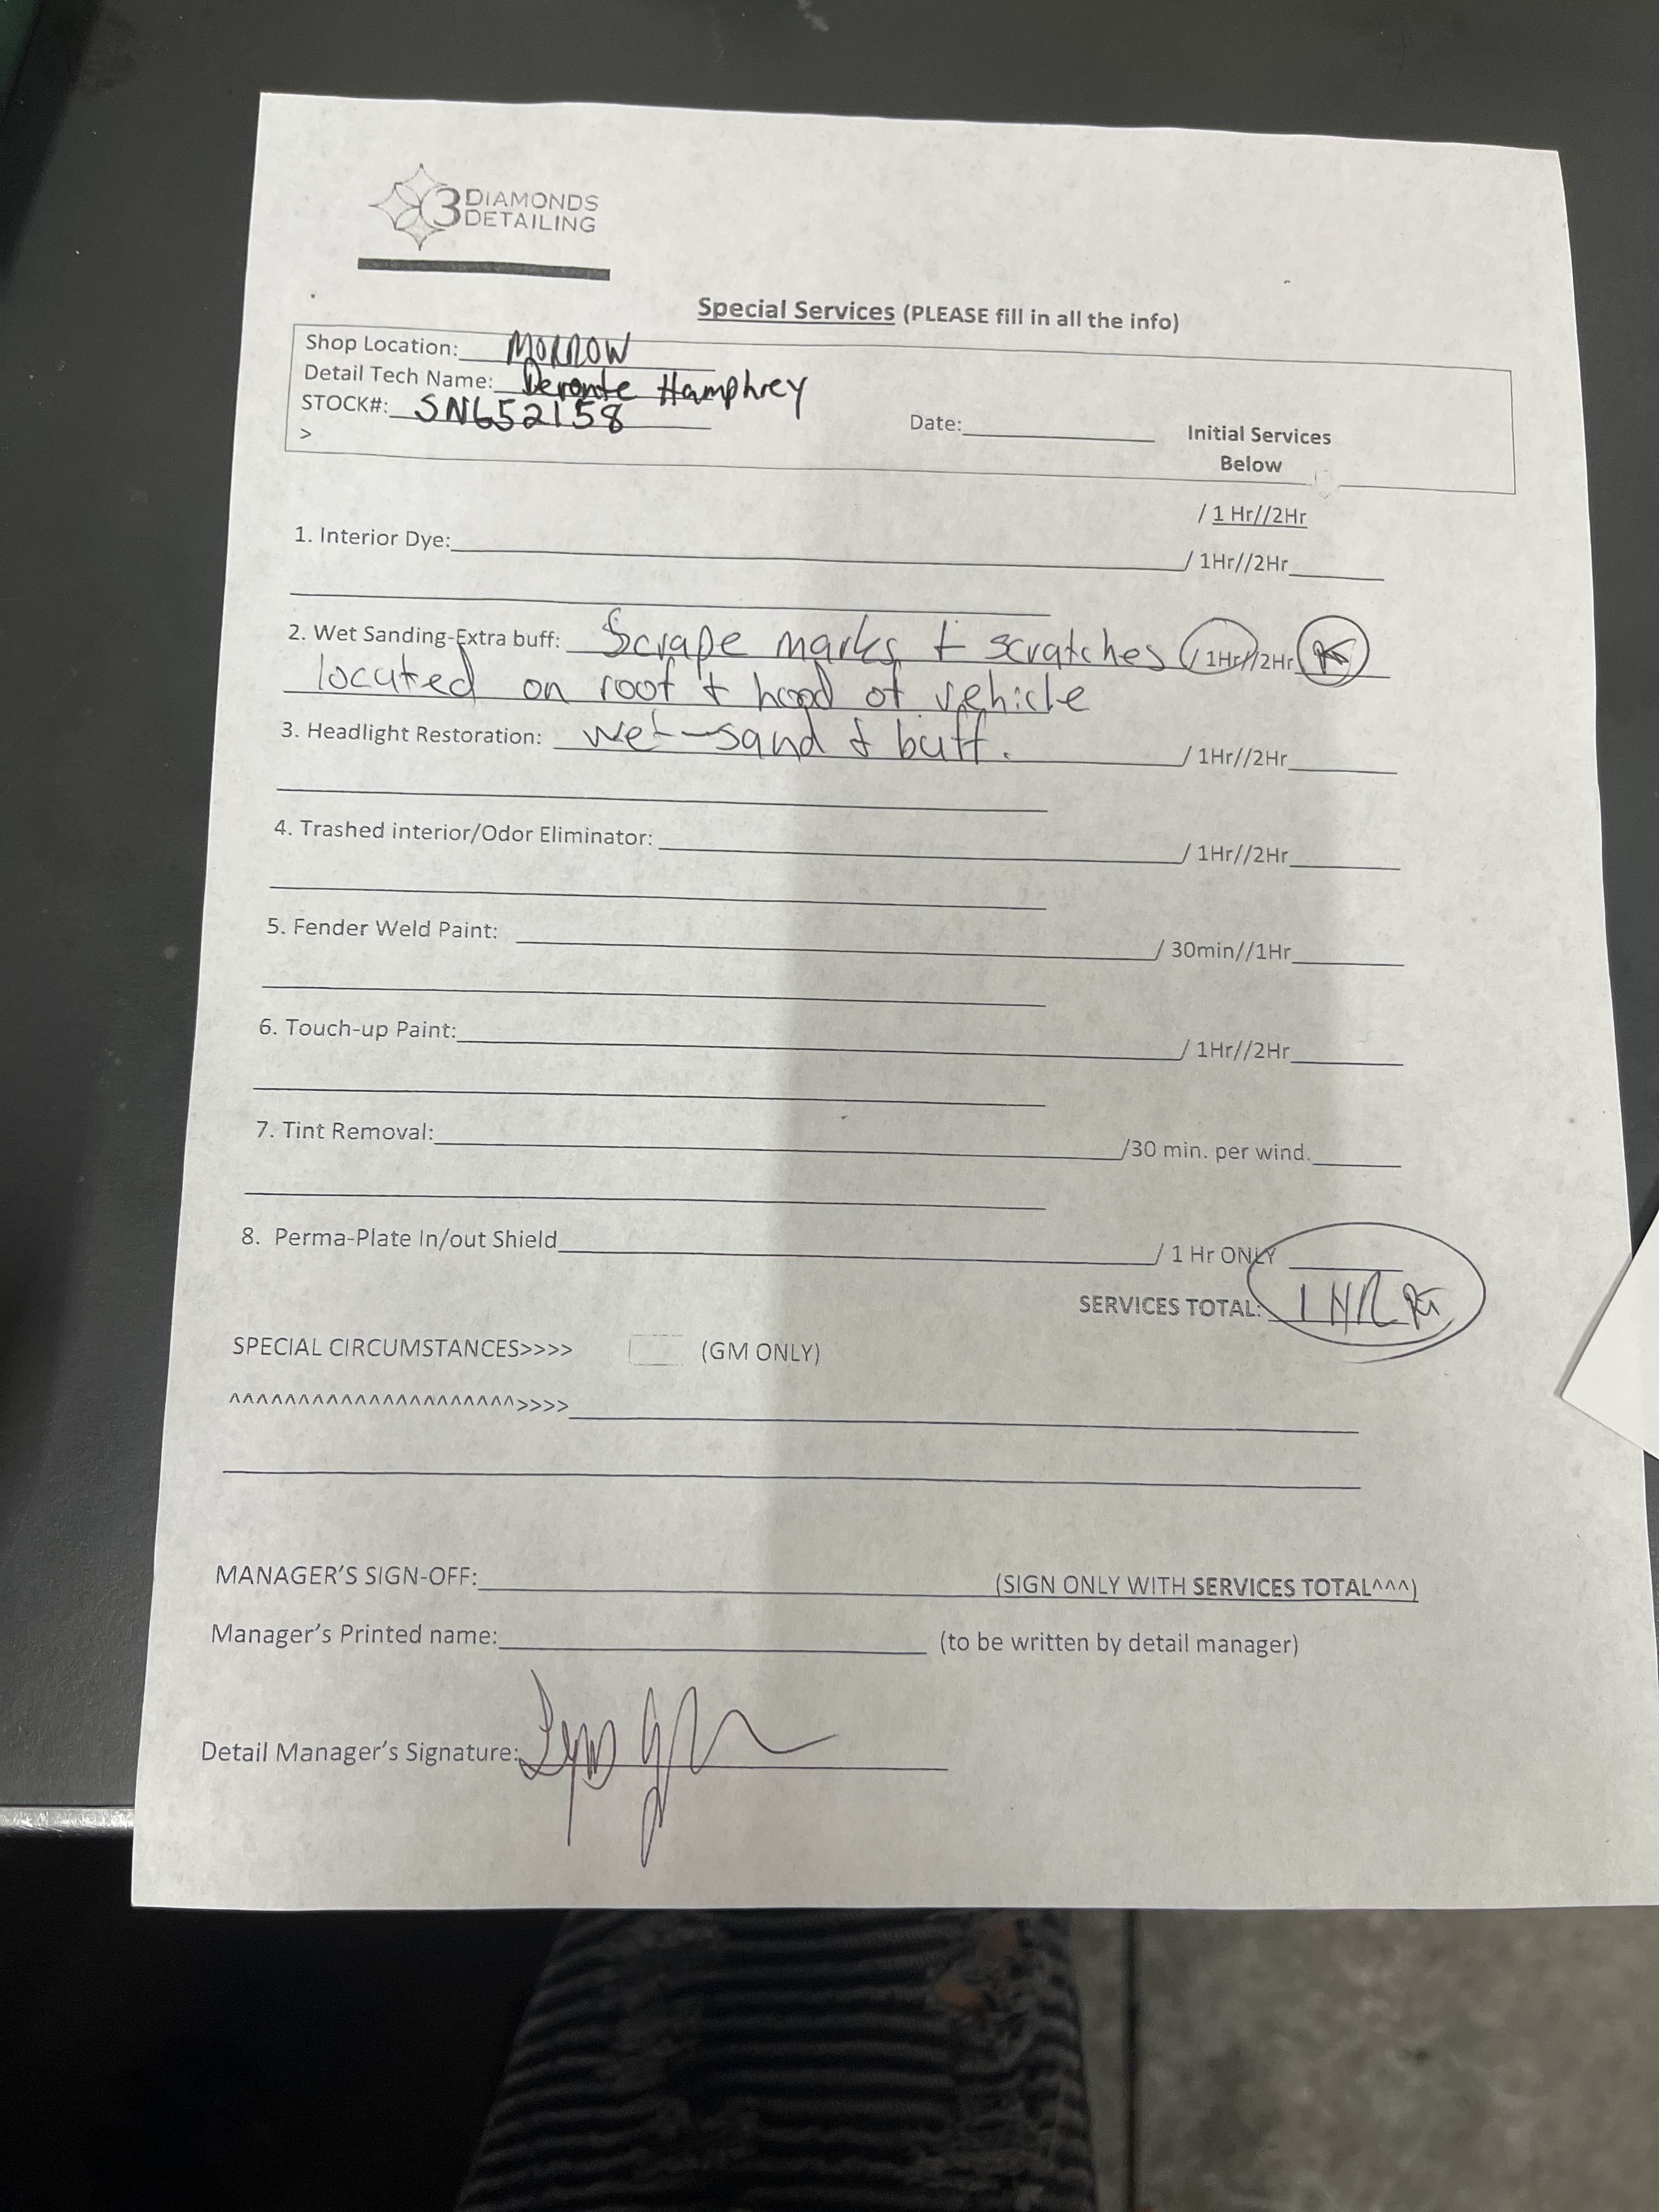 3 DIAMONDS
DETAILING
Special Services (PLEASE fill in all the info)
Shop Location: MORROW
Detail Tech Name: Deronte Hamphrey
STOCK#: SN652158
> Date:
Initial Services
Below
/ 1 Hr//2Hr
1. Interior Dye: / 1Hr//2Hr
2. Wet Sanding-Extra buff: Scrape marks + scratches / 1Hr//2Hr
located on roof + hood of vehicle
3. Headlight Restoration: wet-sand & buff. / 1Hr//2Hr
4. Trashed interior/Odor Eliminator: / 1Hr//2Hr
5. Fender Weld Paint: / 30min//1Hr
6. Touch-up Paint: / 1Hr//2Hr
7. Tint Removal: /30 min. per wind.
8. Perma-Plate In/out Shield / 1 Hr ONLY
SERVICES TOTAL: 1 HR
SPECIAL CIRCUMSTANCES>>>> (GM ONLY)
^^^^^^^^^^^^^^^^^^^^^>>>>
MANAGER'S SIGN-OFF: (SIGN ONLY WITH SERVICES TOTAL^^^)
Manager's Printed name: (to be written by detail manager)
Detail Manager's Signature: